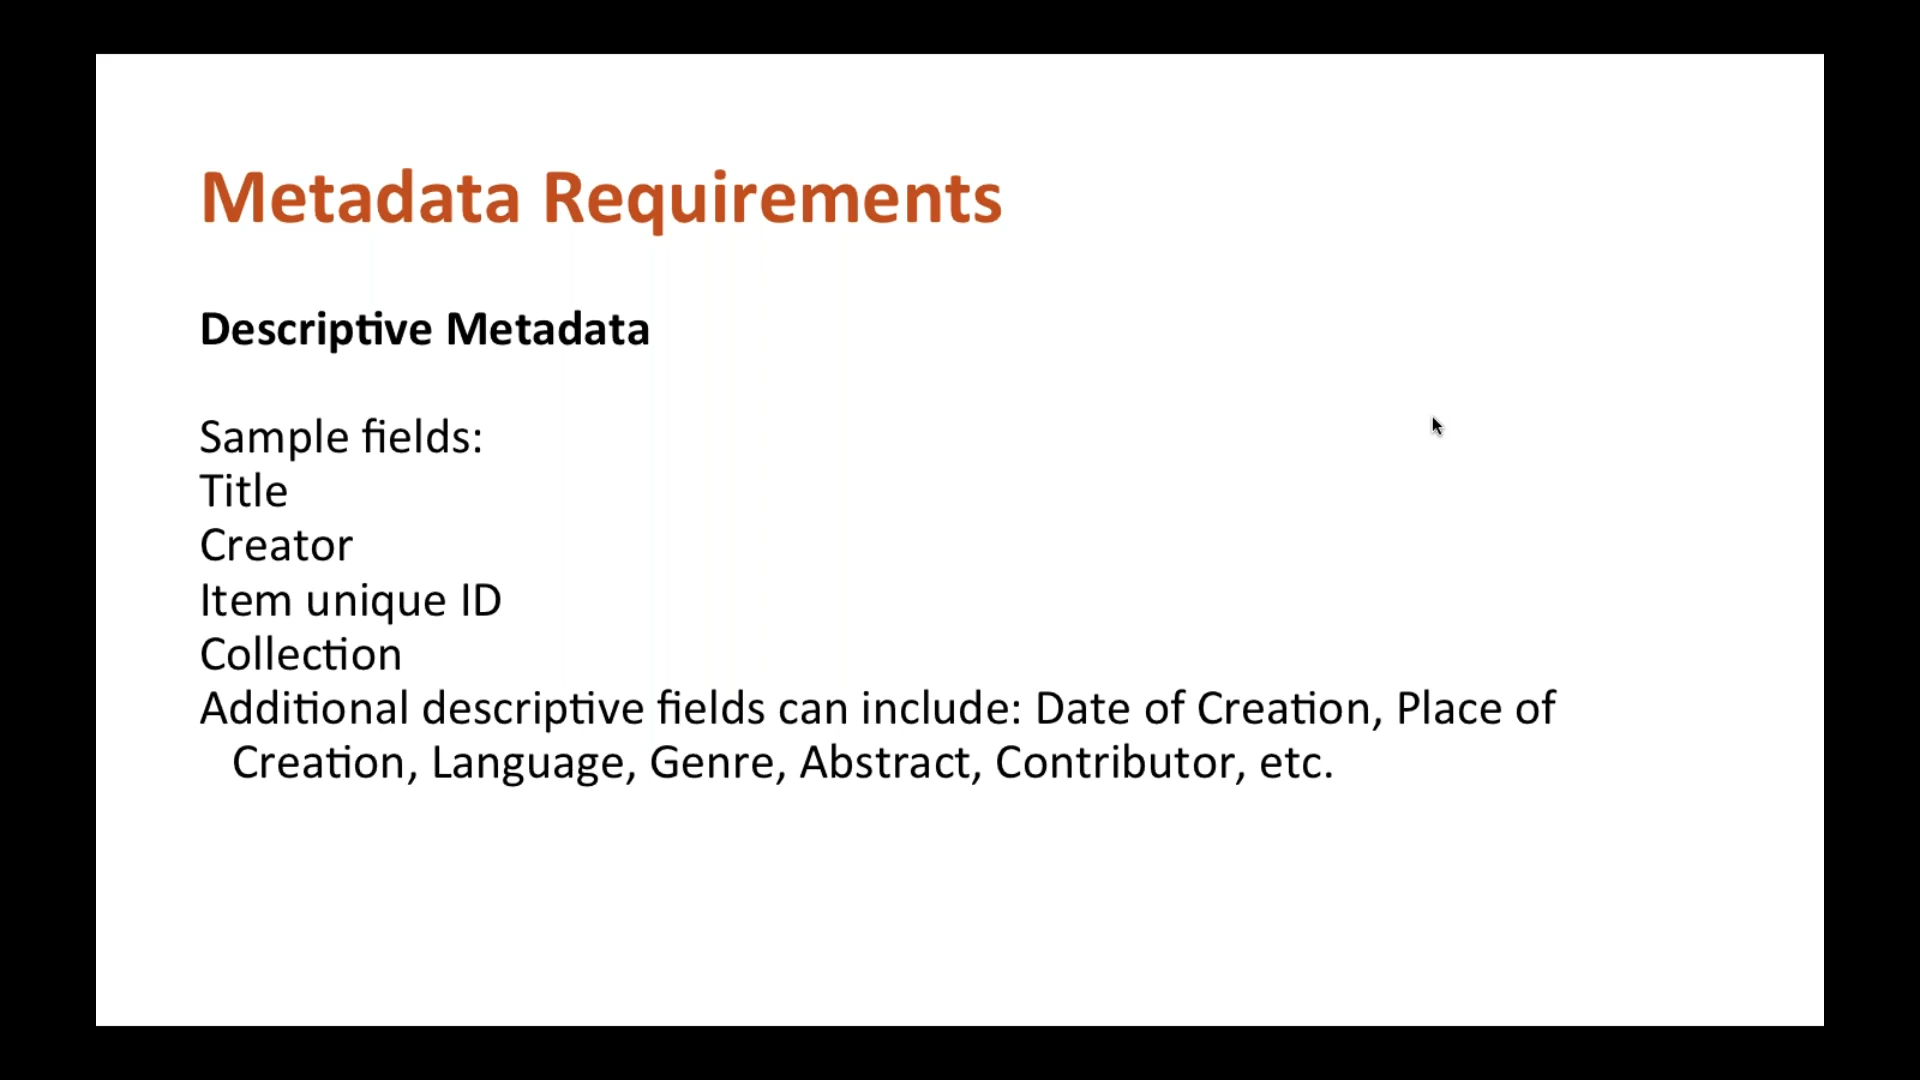 Metadata Requirements
Descriptive Metadata
Sample fields:
Title
Creator
Item unique ID
Collection
Additional descriptive fields can include: Date of Creation, Place of
Creation, Language, Genre, Abstract, Contributor, etc.